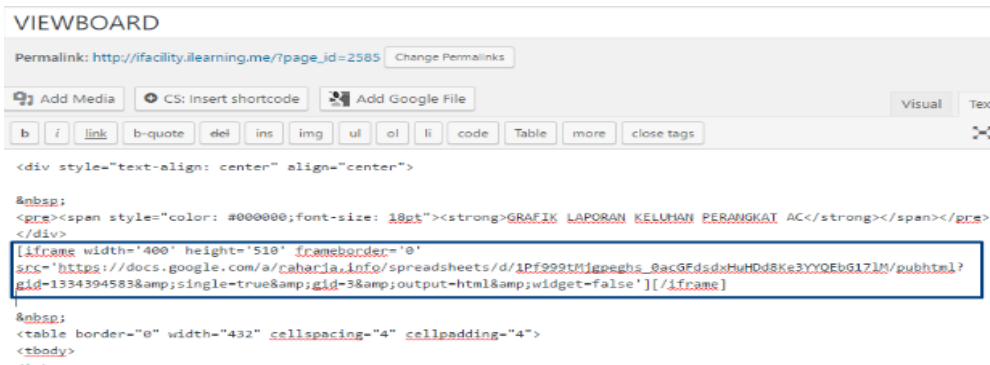 VIEWBOARD
Permalink: http://ifacility.ilearning.me/?page_id=2585 Change Permalinks
Add Media CS: Insert shortcode Add Google File Visual Tex
b i link b-quote del ins img ul ol li code Table more close tags
<div style="text-align: center" align="center">
&nbsp;
<pre><span style="color: #000000;font-size: 18pt"><strong>GRAFIK LAPORAN KELUHAN PERANGKAT AC</strong></span></pre>
</div>
[iframe width='400' height='510' frameborder='0'
src='https://docs.google.com/a/raharja.info/spreadsheets/d/1Pf999tMjgpeghs_0acGFdsdxHuHDd8Ke3YYQEbG17lM/pubhtml?
gid=1334394583&amp;single=true&amp;gid=3&amp;output=html&amp;widget=false'][/iframe]
&nbsp;
<table border="0" width="432" cellspacing="4" cellpadding="4">
<tbody>